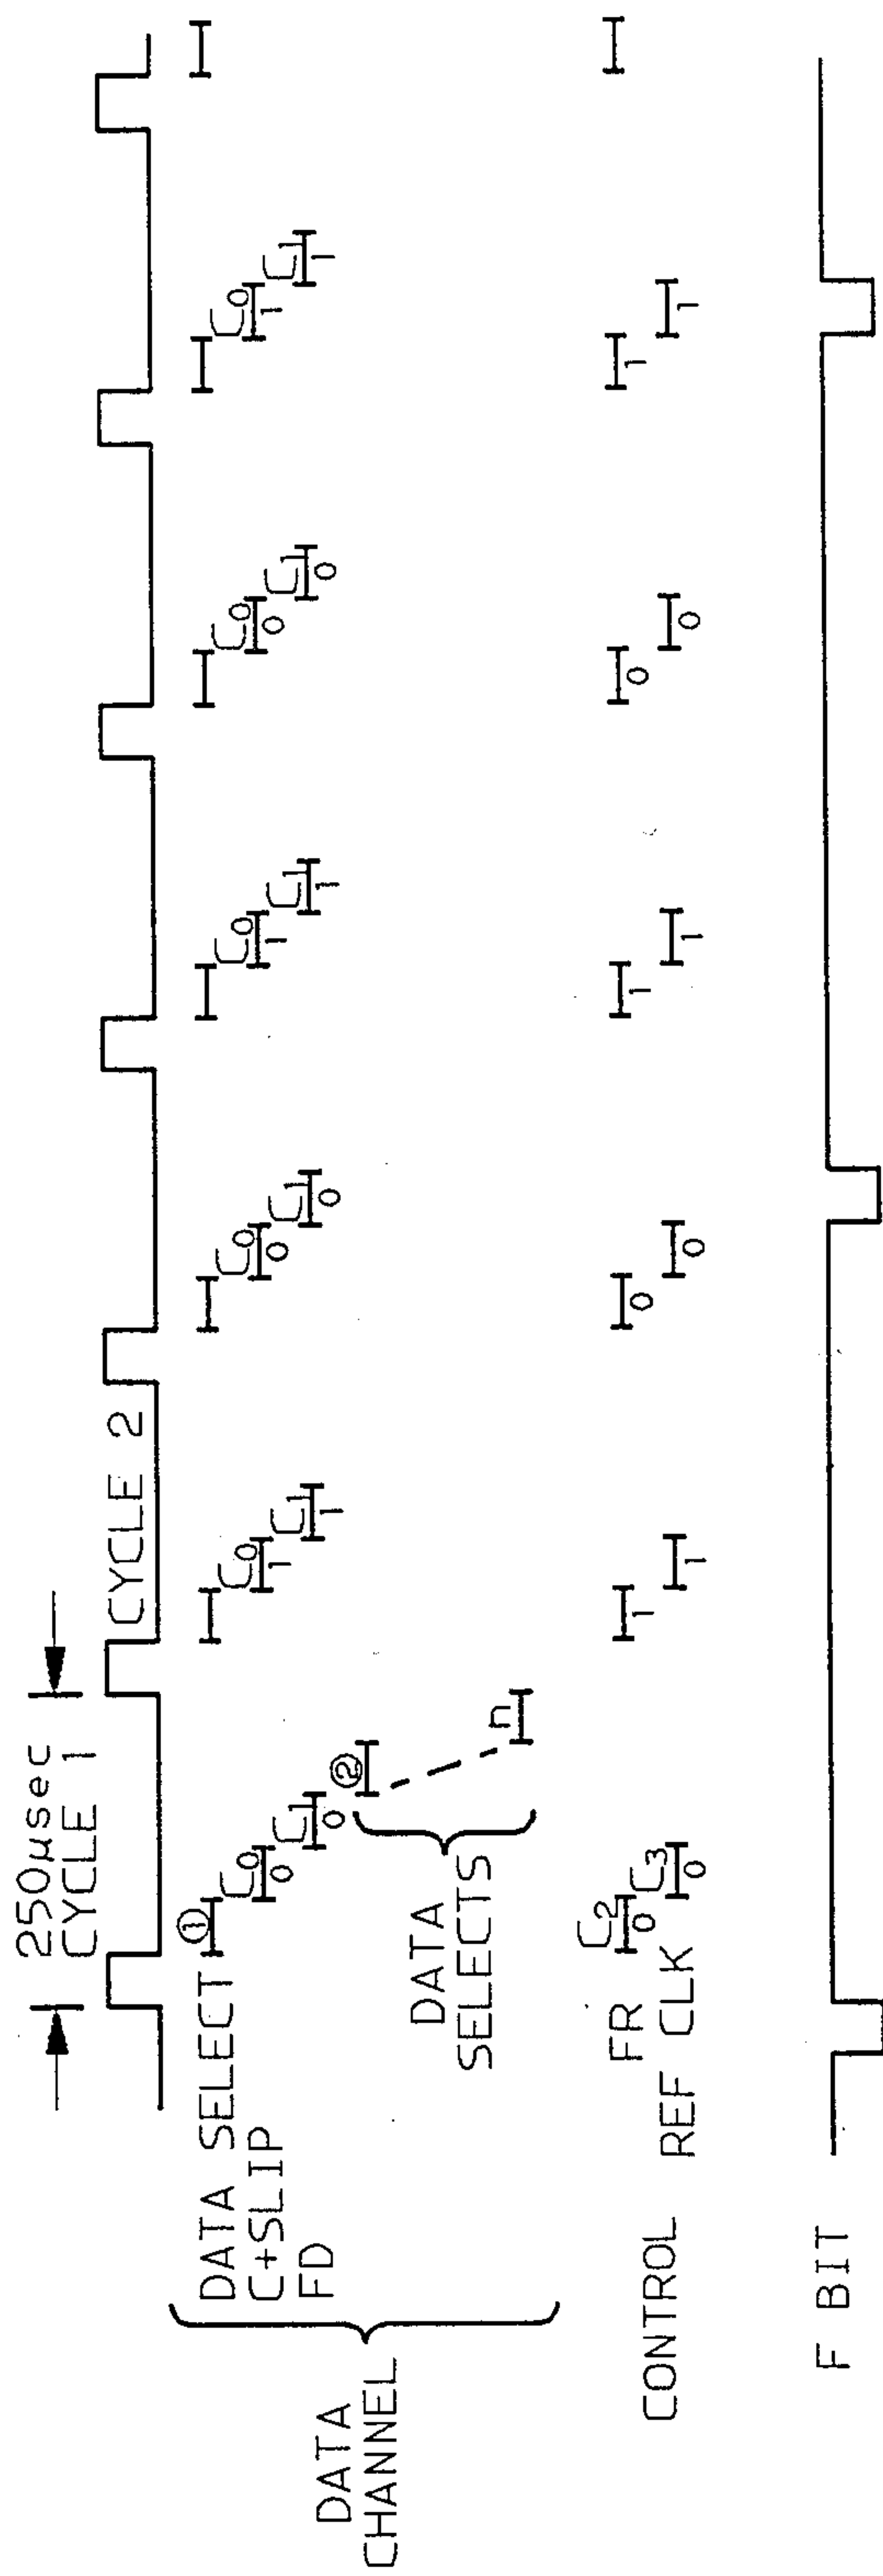 250µsec
CYCLE 1
CYCLE 2
DATA SELECT
C+SLIP
FD
DATA
CHANNEL
① C0 0 C1 0 ② n
C0 1 C1 1
C0 0 C1 0
C0 1 C1 1
C0 0 C1 0
C0 1 C1 1
DATA
SELECTS
CONTROL
FR
REF CLK
C2 0 C3 0
1 1
0 0
1 1
0 0
1 1
F BIT